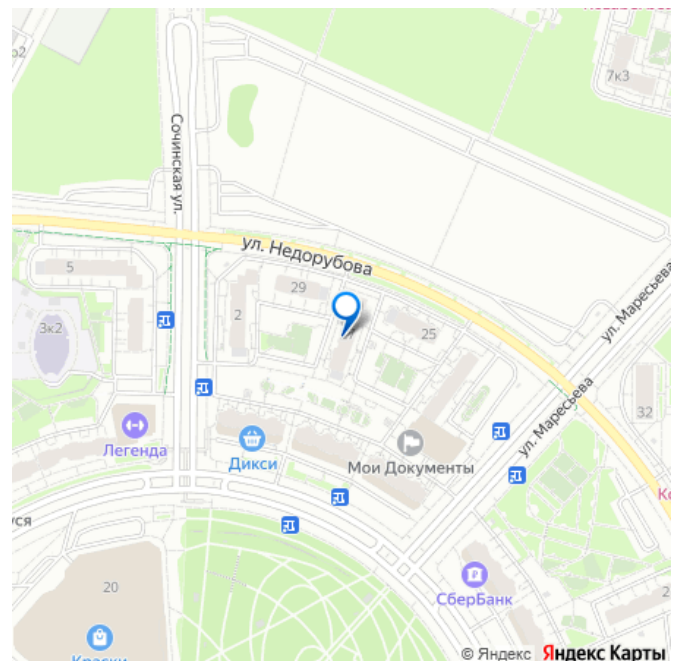 7к3
Сочинская ул.
ул. Недорубова
ул. Маресьева
5
29
2
25
3к2
ул. Маресьева
32
Легенда
Дикси
Мои Документы
20
СберБанк
Краски
© Яндекс Яндекс Карты